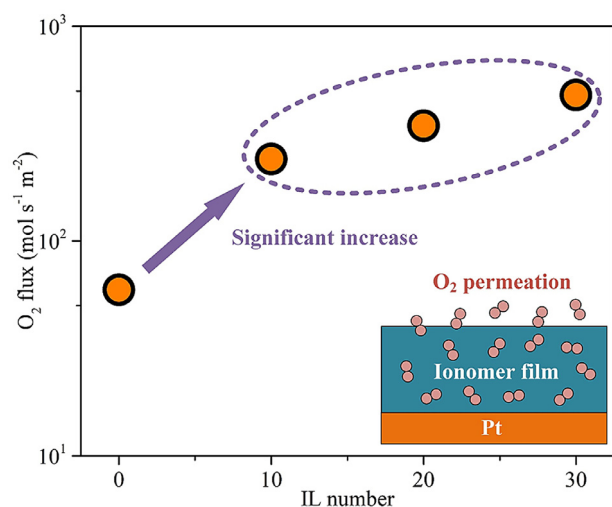 10³
10²
10¹
O₂ flux (mol s⁻¹ m⁻²)
Significant increase
O₂ permeation
Ionomer film
Pt
0
10
20
30
IL number